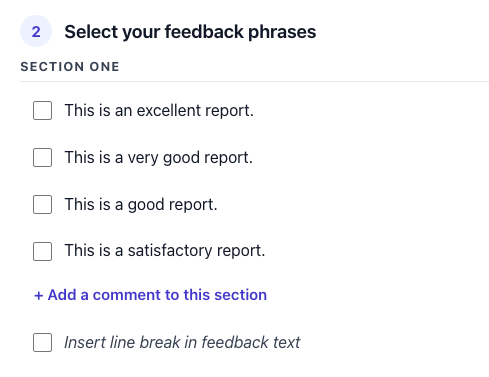 2 Select your feedback phrases
SECTION ONE
This is an excellent report.
This is a very good report.
This is a good report.
This is a satisfactory report.
+ Add a comment to this section
Insert line break in feedback text